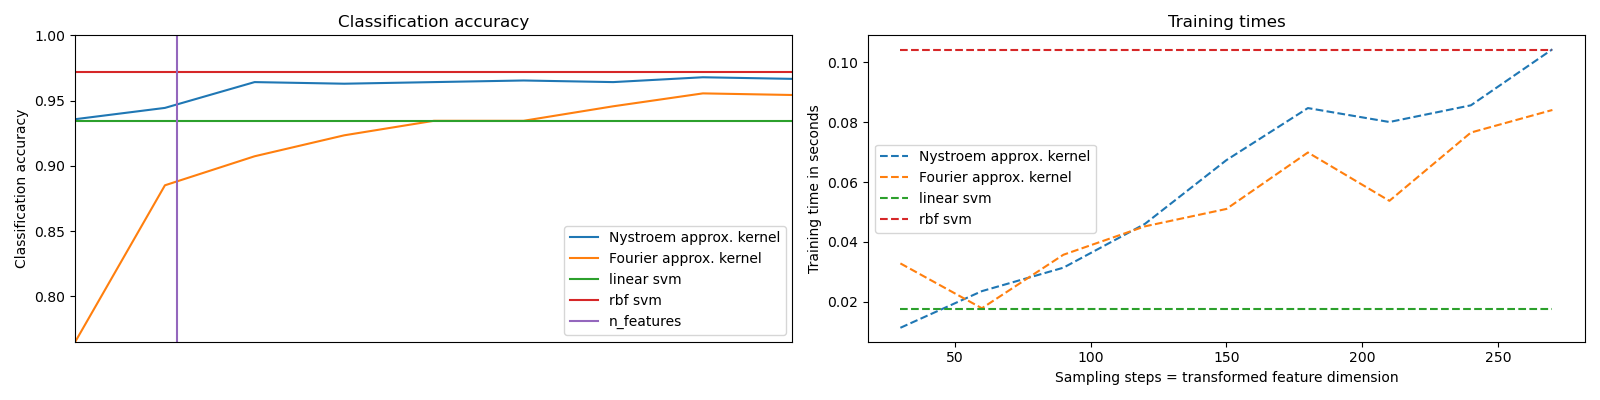 Classification accuracy
Classification accuracy
1.00
0.95
0.90
0.85
0.80
Nystroem approx. kernel
Fourier approx. kernel
linear svm
rbf svm
n_features
Training times
Training time in seconds
0.10
0.08
0.06
0.04
0.02
Nystroem approx. kernel
Fourier approx. kernel
linear svm
rbf svm
50 100 150 200 250
Sampling steps = transformed feature dimension